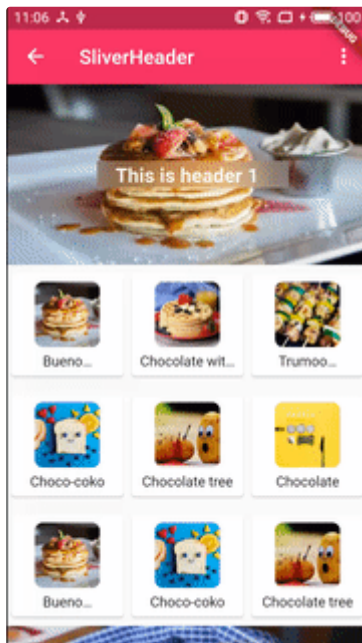 11:06
100
SliverHeader
This is header 1
Bueno...
Chocolate wit...
Trumoo...
Choco-coko
Chocolate tree
Chocolate
Bueno...
Choco-coko
Chocolate tree